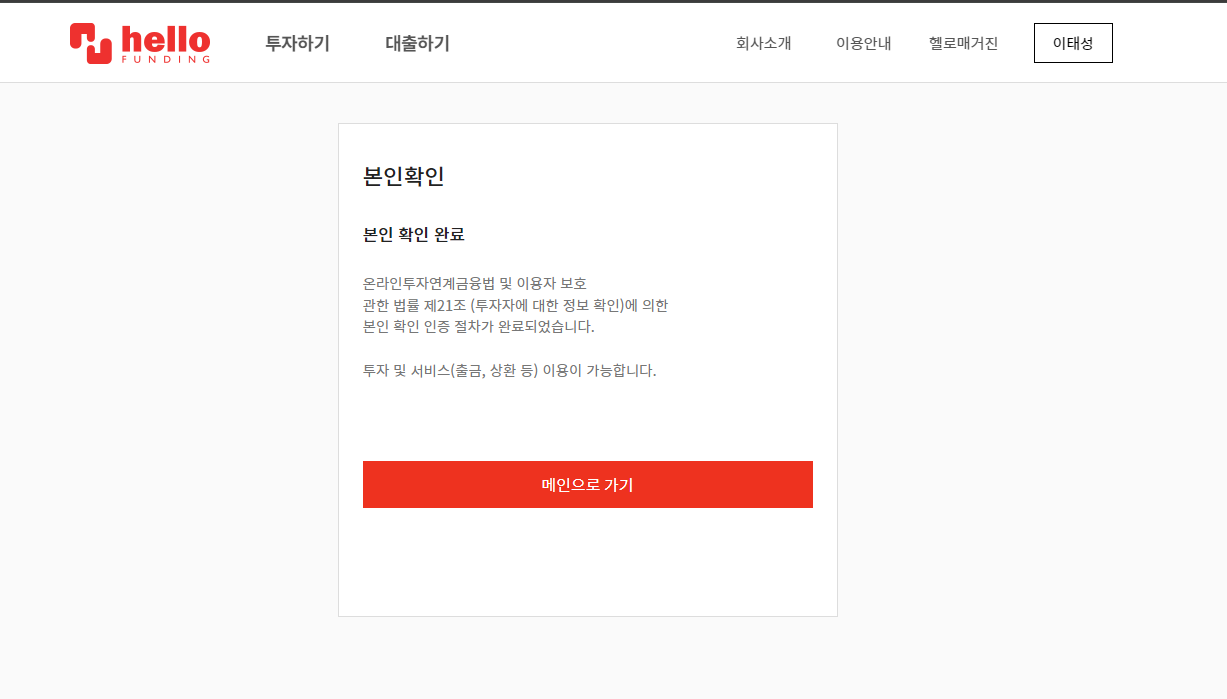 hello
FUNDING
투자하기
대출하기
회사소개
이용안내
헬로매거진
이태성
본인확인
본인 확인 완료
온라인투자연계금융법 및 이용자 보호
관한 법률 제21조 (투자자에 대한 정보 확인)에 의한
본인 확인 인증 절차가 완료되었습니다.
투자 및 서비스(출금, 상환 등) 이용이 가능합니다.
메인으로 가기